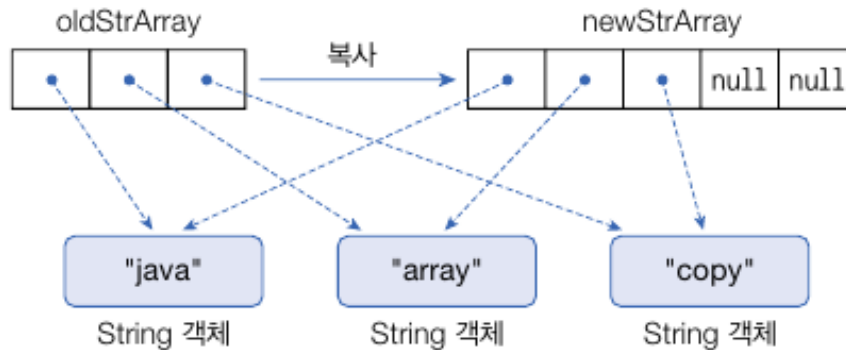 oldStrArray
newStrArray
복사
null null
"java" "array" "copy"
String 객체 String 객체 String 객체